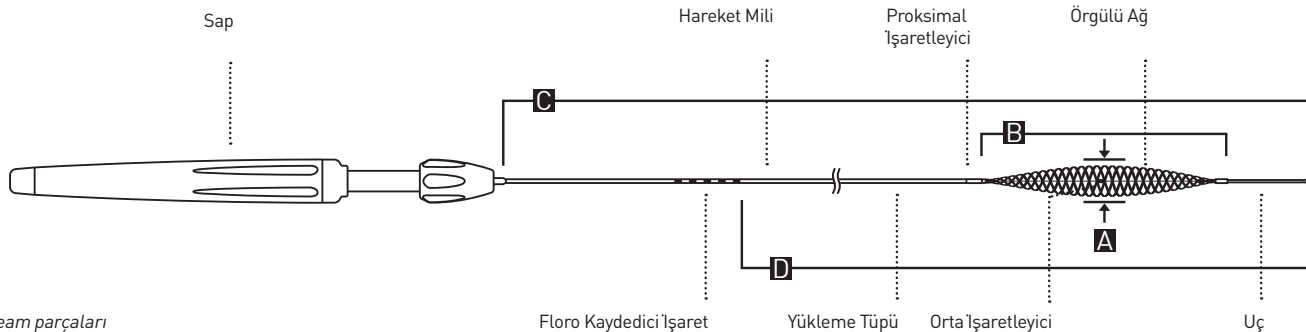 Sap
Hareket Mili
Proksimal
İşaretleyici
Örgülü Ağ
C
B
A
D
eam parçaları
Floro Kaydedici İşaret
Yükleme Tüpü
Orta İşaretleyici
Uç